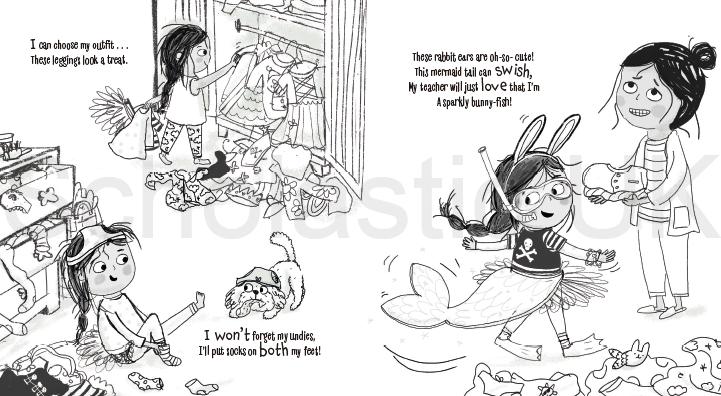 I can choose my outfit . . .
These leggings look a treat.
I won't forget my undies,
I'll put socks on both my feet!
These rabbit ears are oh-so- cute!
This mermaid tail can swish,
My teacher will just love that I'm
A sparkly bunny-fish!
cholastic UK